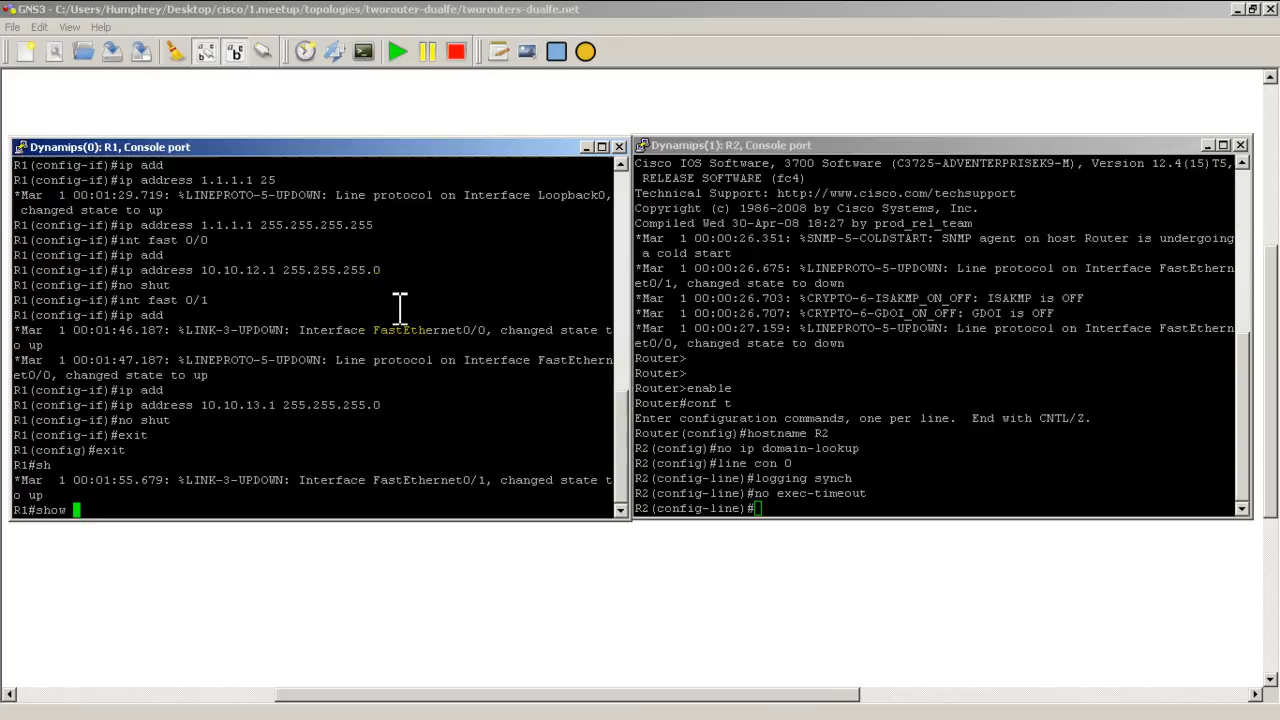 GNS3 - C:/Users/Humphrey/Desktop/cisco/1.meetup/topologies/tworouter-dualfe/tworouters-dualfe.net
File Edit View Help
Dynamips(0): R1, Console port
R1(config-if)#ip add
R1(config-if)#ip address 1.1.1.1 25
*Mar  1 00:01:29.719: %LINEPROTO-5-UPDOWN: Line protocol on Interface Loopback0,
 changed state to up
R1(config-if)#ip address 1.1.1.1 255.255.255.255
R1(config-if)#int fast 0/0
R1(config-if)#ip add
R1(config-if)#ip address 10.10.12.1 255.255.255.0
R1(config-if)#no shut
R1(config-if)#int fast 0/1
R1(config-if)#ip add
*Mar  1 00:01:46.187: %LINK-3-UPDOWN: Interface FastEthernet0/0, changed state t
o up
*Mar  1 00:01:47.187: %LINEPROTO-5-UPDOWN: Line protocol on Interface FastEthern
et0/0, changed state to up
R1(config-if)#ip add
R1(config-if)#ip address 10.10.13.1 255.255.255.0
R1(config-if)#no shut
R1(config-if)#exit
R1(config)#exit
R1#sh
*Mar  1 00:01:55.679: %LINK-3-UPDOWN: Interface FastEthernet0/1, changed state t
o up
R1#show
Dynamips(1): R2, Console port
Cisco IOS Software, 3700 Software (C3725-ADVENTERPRISEK9-M), Version 12.4(15)T5,
 RELEASE SOFTWARE (fc4)
Technical Support: http://www.cisco.com/techsupport
Copyright (c) 1986-2008 by Cisco Systems, Inc.
Compiled Wed 30-Apr-08 18:27 by prod_rel_team
*Mar  1 00:00:26.351: %SNMP-5-COLDSTART: SNMP agent on host Router is undergoing
 a cold start
*Mar  1 00:00:26.675: %LINEPROTO-5-UPDOWN: Line protocol on Interface FastEthern
et0/1, changed state to down
*Mar  1 00:00:26.703: %CRYPTO-6-ISAKMP_ON_OFF: ISAKMP is OFF
*Mar  1 00:00:26.707: %CRYPTO-6-GDOI_ON_OFF: GDOI is OFF
*Mar  1 00:00:27.159: %LINEPROTO-5-UPDOWN: Line protocol on Interface FastEthern
et0/0, changed state to down
Router>
Router>
Router>enable
Router#conf t
Enter configuration commands, one per line.  End with CNTL/Z.
Router(config)#hostname R2
R2(config)#no ip domain-lookup
R2(config)#line con 0
R2(config-line)#logging synch
R2(config-line)#no exec-timeout
R2(config-line)#